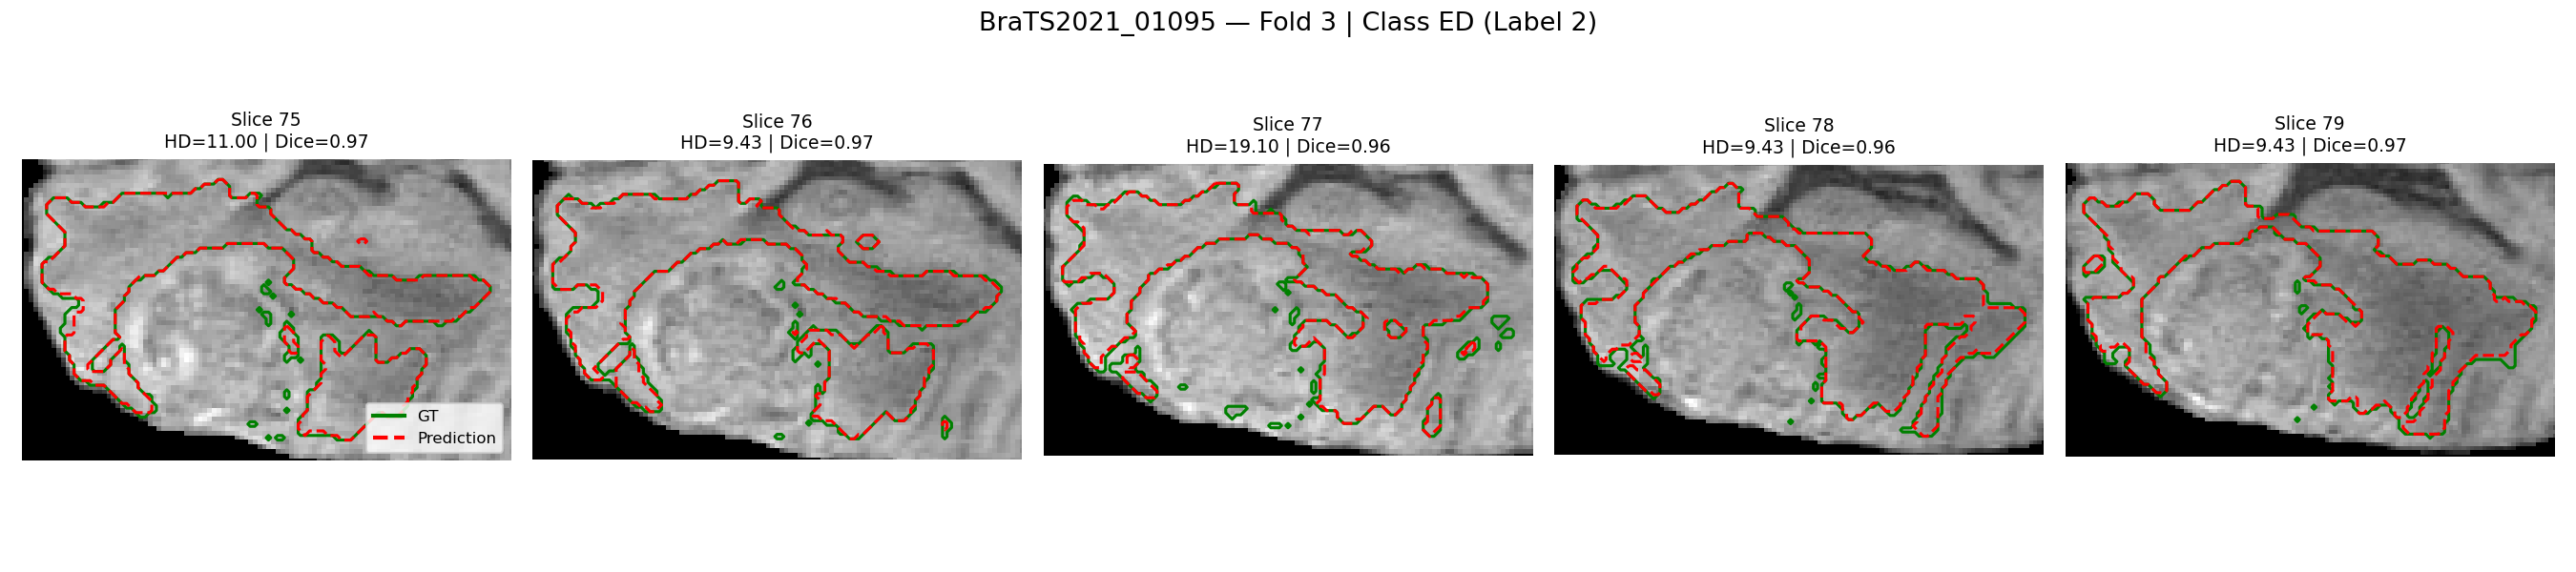 BraTS2021_01095 — Fold 3 | Class ED (Label 2)
Slice 75
HD=11.00 | Dice=0.97
Slice 76
HD=9.43 | Dice=0.97
Slice 77
HD=19.10 | Dice=0.96
Slice 78
HD=9.43 | Dice=0.96
Slice 79
HD=9.43 | Dice=0.97
GT
Prediction